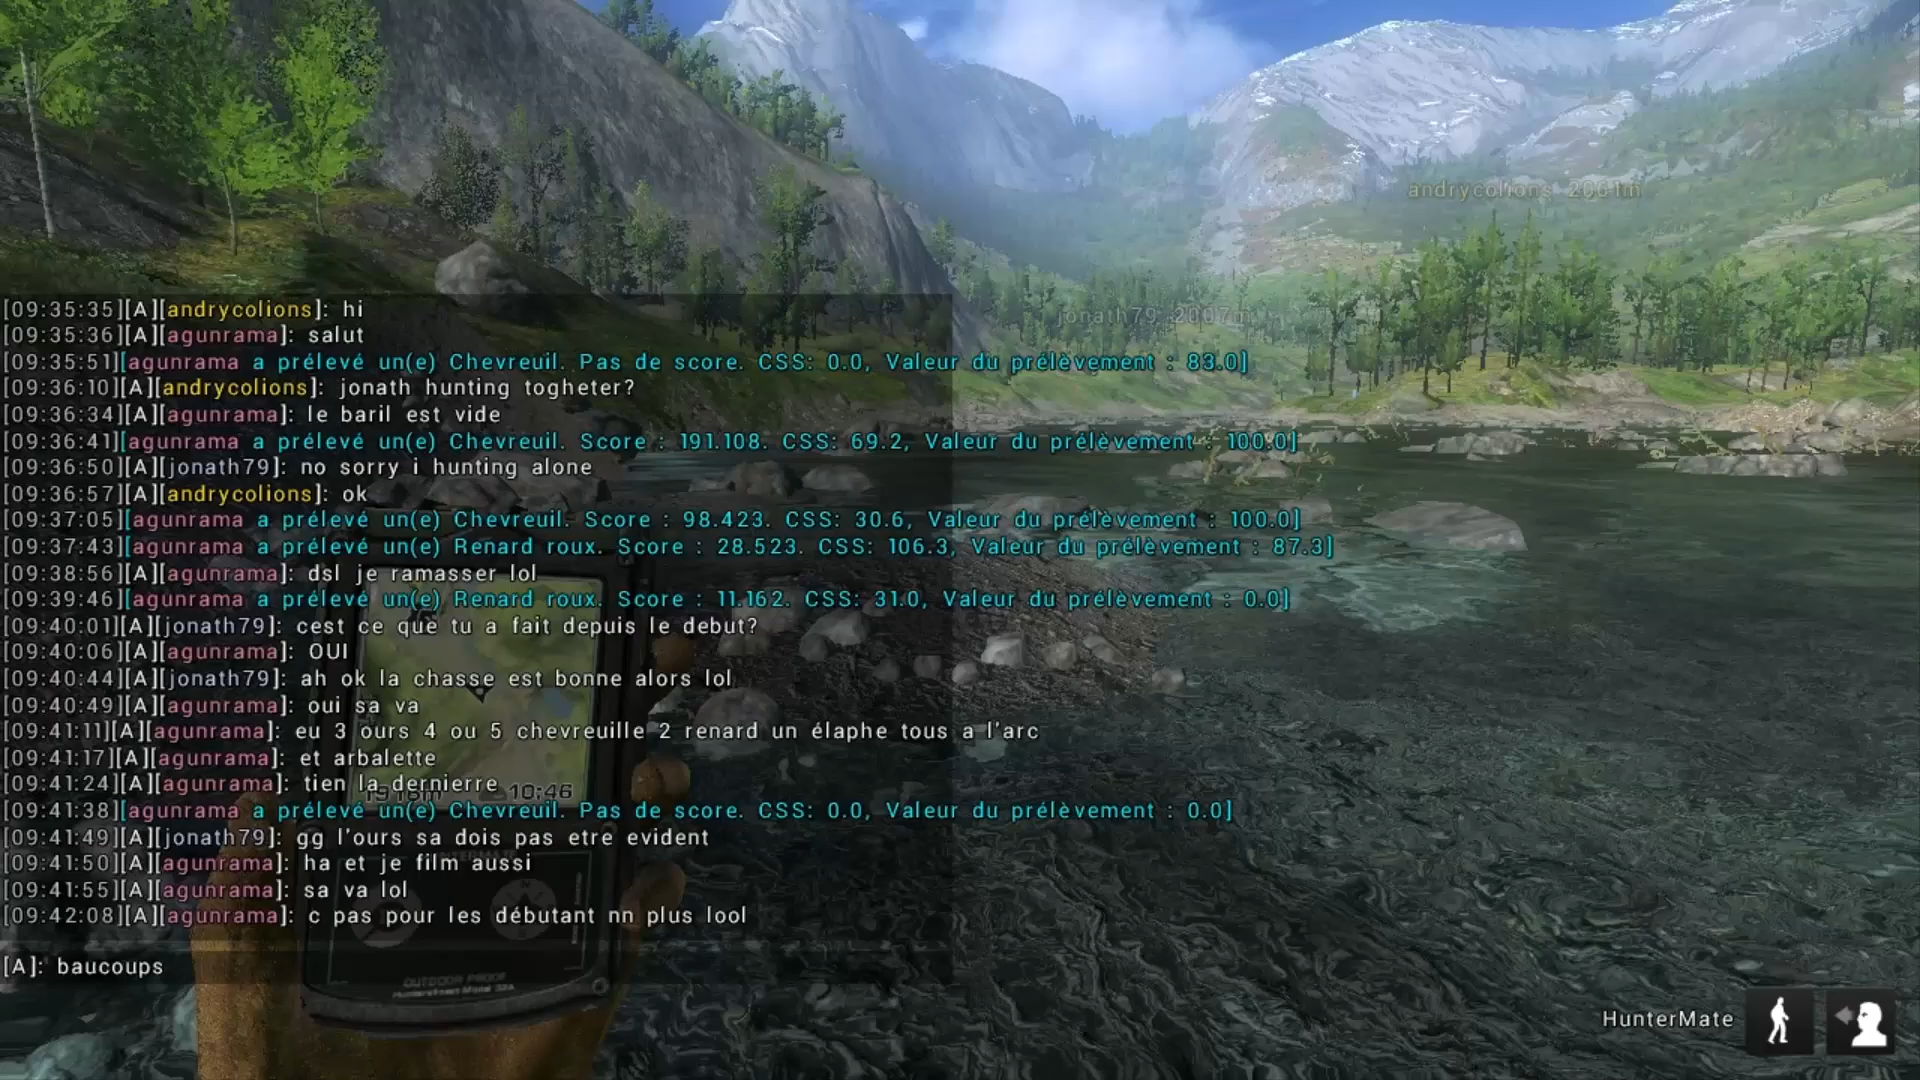 andrycolions 2001m
jonath79 2007m
[09:35:35][A][andrycolions]: hi
[09:35:36][A][agunrama]: salut
[09:35:51][agunrama a prélevé un(e) Chevreuil. Pas de score. CSS: 0.0, Valeur du prélèvement : 83.0]
[09:36:10][A][andrycolions]: jonath hunting togheter?
[09:36:34][A][agunrama]: le baril est vide
[09:36:41][agunrama a prélevé un(e) Chevreuil. Score : 191.108. CSS: 69.2, Valeur du prélèvement : 100.0]
[09:36:50][A][jonath79]: no sorry i hunting alone
[09:36:57][A][andrycolions]: ok
[09:37:05][agunrama a prélevé un(e) Chevreuil. Score : 98.423. CSS: 30.6, Valeur du prélèvement : 100.0]
[09:37:43][agunrama a prélevé un(e) Renard roux. Score : 28.523. CSS: 106.3, Valeur du prélèvement : 87.3]
[09:38:56][A][agunrama]: dsl je ramasser lol
[09:39:46][agunrama a prélevé un(e) Renard roux. Score : 11.162. CSS: 31.0, Valeur du prélèvement : 0.0]
[09:40:01][A][jonath79]: cest ce que tu a fait depuis le debut?
[09:40:06][A][agunrama]: OUI
[09:40:44][A][jonath79]: ah ok la chasse est bonne alors lol
[09:40:49][A][agunrama]: oui sa va
[09:41:11][A][agunrama]: eu 3 ours 4 ou 5 chevreuille 2 renard un élaphe tous a l'arc
[09:41:17][A][agunrama]: et arbalette
[09:41:24][A][agunrama]: tien la dernierre
10:46
[09:41:38][agunrama a prélevé un(e) Chevreuil. Pas de score. CSS: 0.0, Valeur du prélèvement : 0.0]
[09:41:49][A][jonath79]: gg l'ours sa dois pas etre evident
[09:41:50][A][agunrama]: ha et je film aussi
[09:41:55][A][agunrama]: sa va lol
[09:42:08][A][agunrama]: c pas pour les débutant nn plus lool
[A]: baucoups
OUTDOOR PROOF
HunterMate